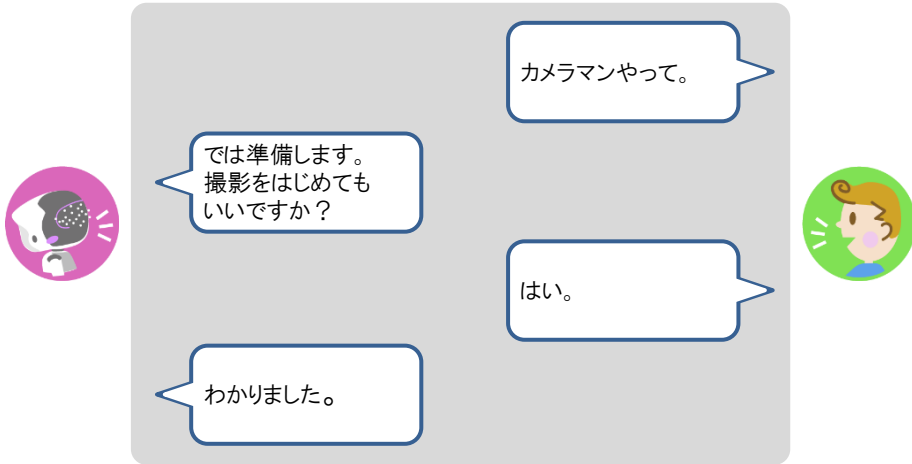 カメラマンやって。
では準備します。
撮影をはじめても
いいですか？
はい。
わかりました。